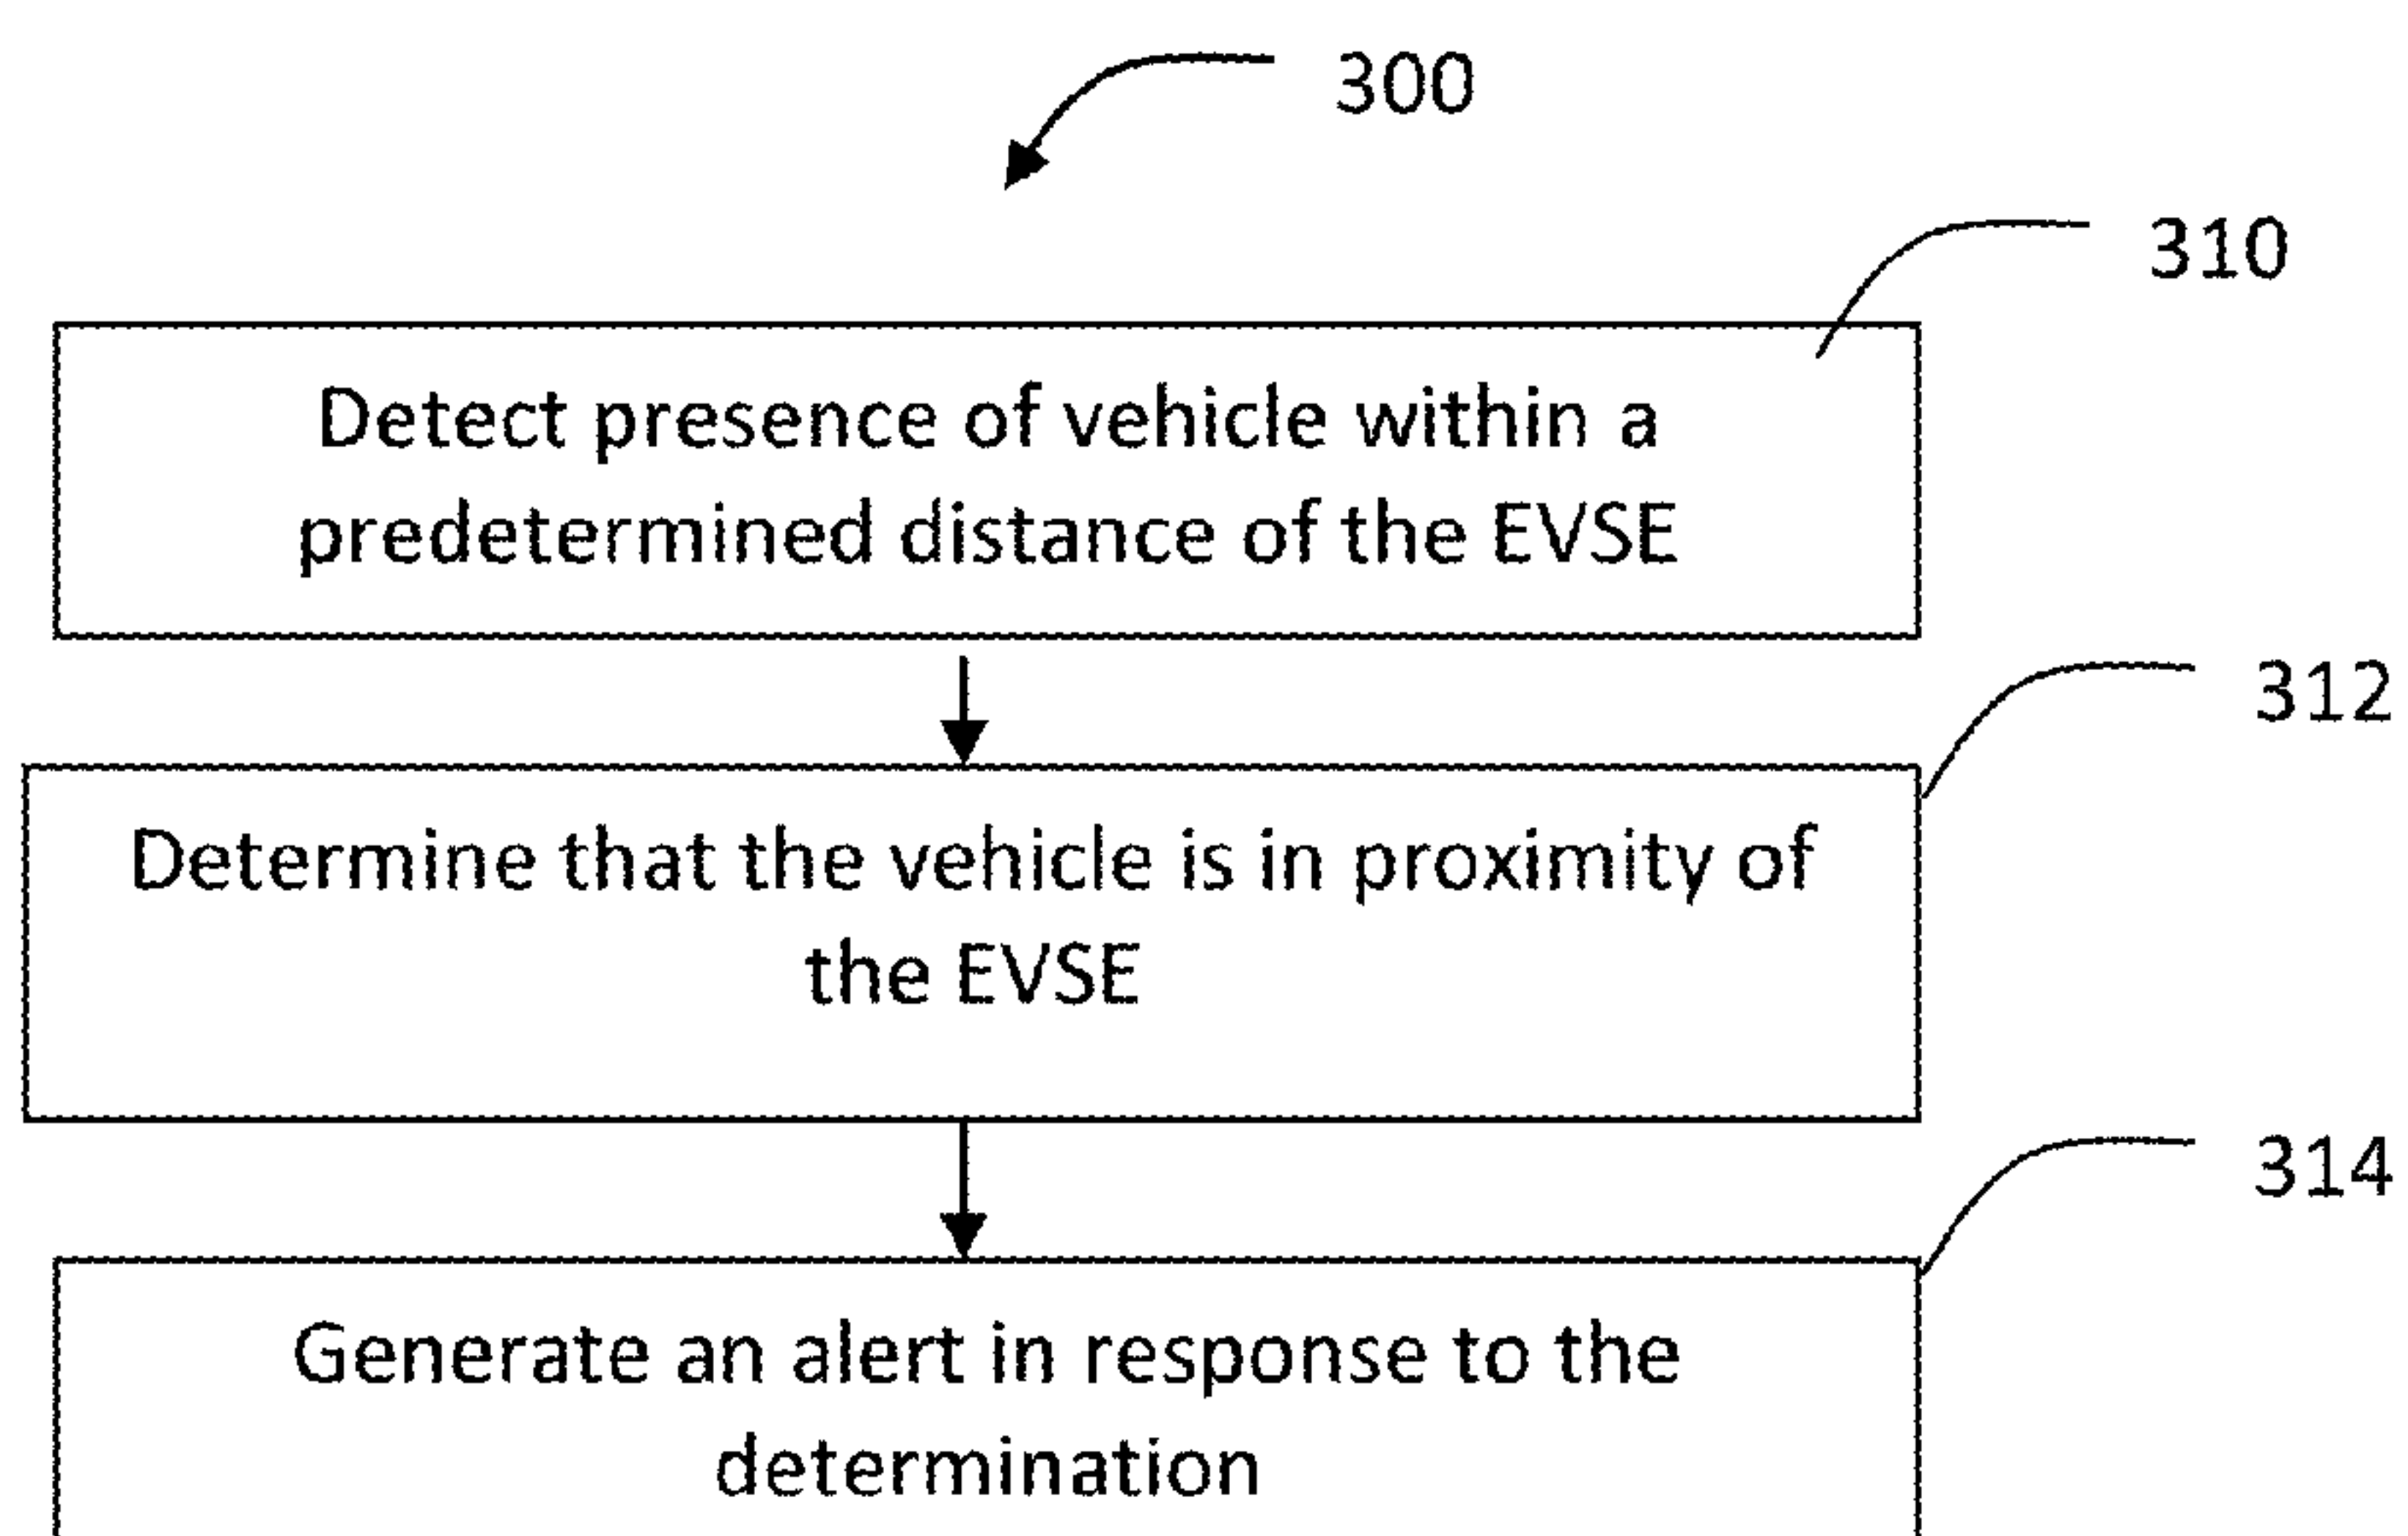 300
310
Detect presence of vehicle within a
predetermined distance of the EVSE
312
Determine that the vehicle is in proximity of
the EVSE
314
Generate an alert in response to the
determination